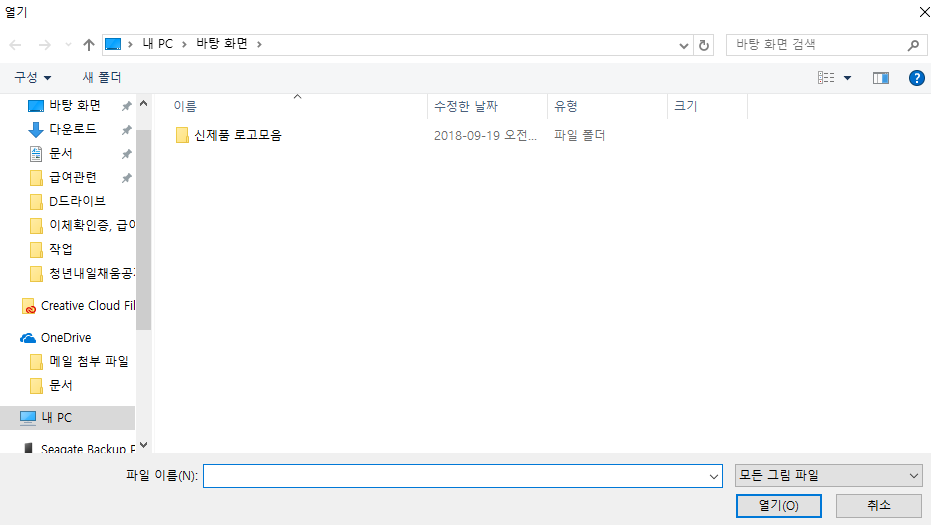 열기
내 PC
바탕 화면
바탕 화면 검색
구성
새 폴더
바탕 화면
다운로드
문서
급여관련
D드라이브
이체확인증, 급여
작업
청년내일채움공
Creative Cloud Fil
OneDrive
메일 첨부 파일
문서
내 PC
Seagate Backup P
이름 수정한 날짜 유형 크기
신제품 로고모음 2018-09-19 오전... 파일 폴더
파일 이름(N):
모든 그림 파일
열기(O)
취소